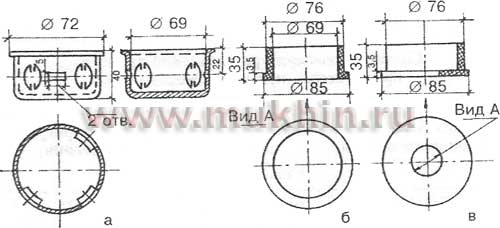 Ø 72
Ø 69
Ø 76
Ø 69
Ø 76
5
40
22
35
3,5
35
3,5
2 отв.
Ø 85
Ø 85
Вид А
Вид А
www.mukhin.ru
а
б
в